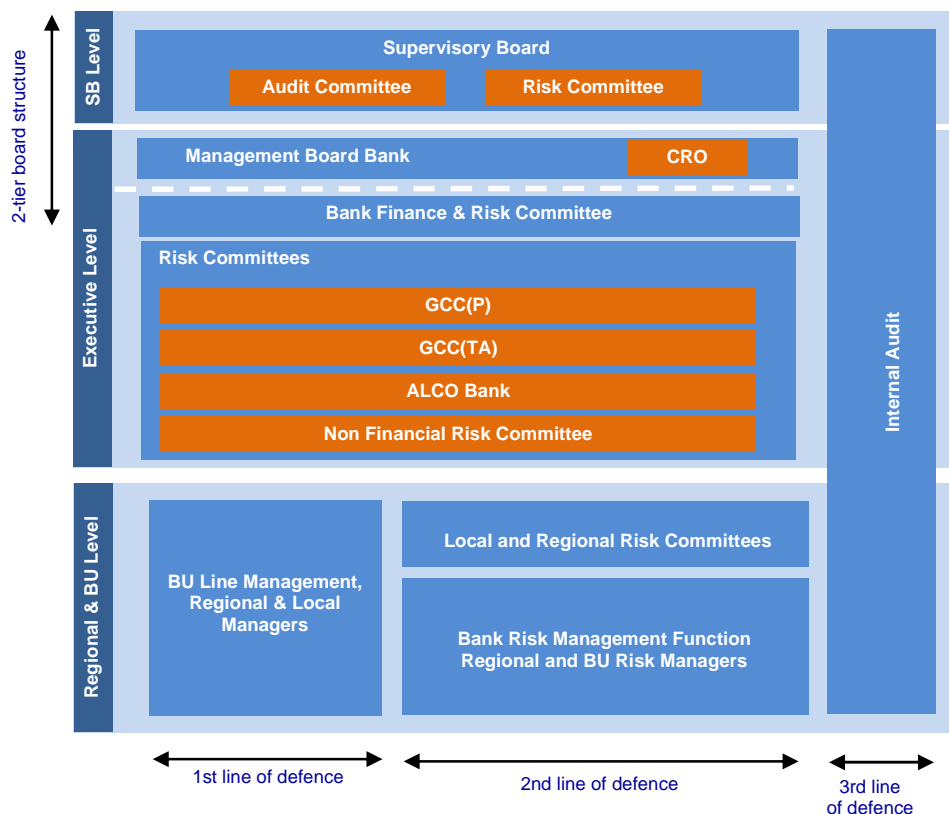 2-tier board structure
SB Level
Supervisory Board
Audit Committee
Risk Committee
Executive Level
Management Board Bank
CRO
Bank Finance & Risk Committee
Risk Committees
GCC(P)
GCC(TA)
ALCO Bank
Non Financial Risk Committee
Internal Audit
Regional & BU Level
BU Line Management,
Regional & Local
Managers
Local and Regional Risk Committees
Bank Risk Management Function
Regional and BU Risk Managers
1st line of defence
2nd line of defence
3rd line
of defence